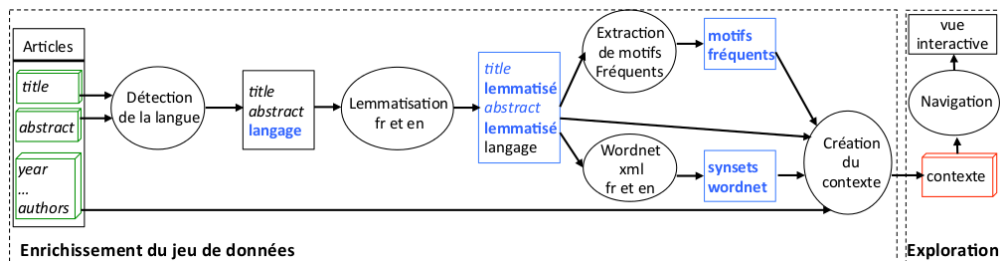 Articles
title
abstract
year
...
authors
Détection
de la langue
title
abstract
langage
Lemmatisation
fr et en
title
lemmatisé
abstract
lemmatisé
langage
Extraction
de motifs
Fréquents
motifs
fréquents
Wordnet
xml
fr et en
synsets
wordnet
Création
du
contexte
vue
interactive
Navigation
contexte
Enrichissement du jeu de données
Exploration